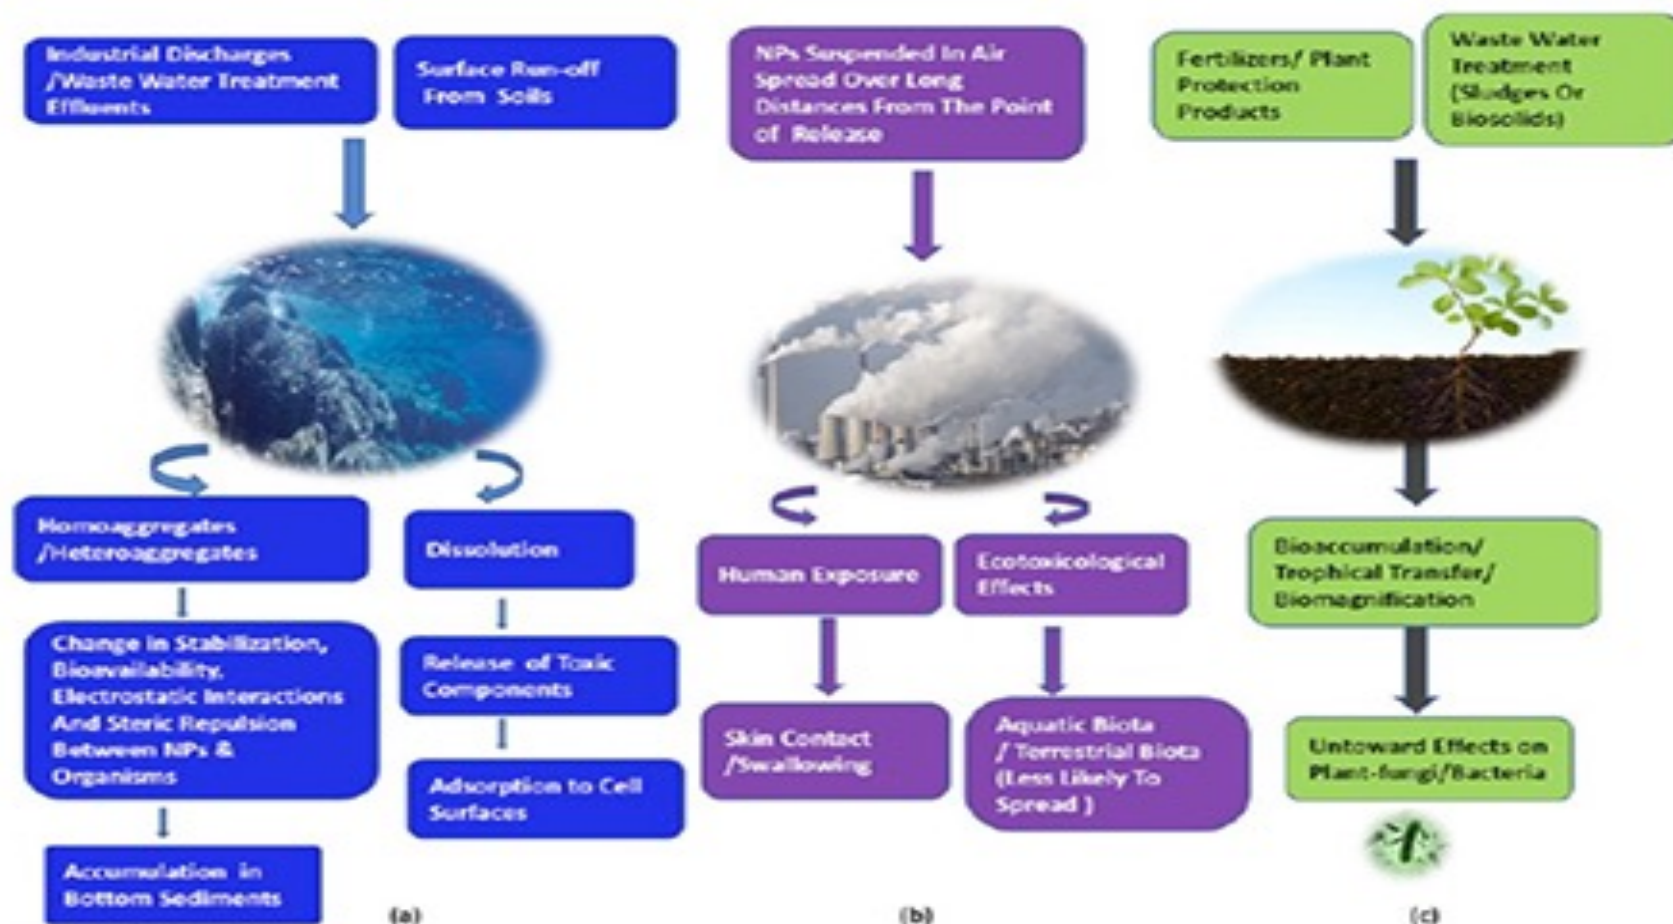 Industrial Discharges
/Waste Water Treatment
Effluents
Surface Run-off
From Soils
Homoaggregates
/Heteroaggregates
Dissolution
Change in Stabilization,
Bioavailability,
Electrostatic Interactions
And Steric Repulsion
Between NPs &
Organisms
Release of Toxic
Components
Adsorption to Cell
Surfaces
Accumulation in
Bottom Sediments
(a)
NPs Suspended In Air
Spread Over Long
Distances From The Point
of Release
Human Exposure
Ecotoxicological
Effects
Skin Contact
/Swallowing
Aquatic Biota
/ Terrestrial Biota
(Less Likely To
Spread )
(b)
Fertilizers/ Plant
Protection
Products
Waste Water
Treatment
(Sludges Or
Biosolids)
Bioaccumulation/
Trophical Transfer/
Biomagnification
Untoward Effects on
Plant-fungi/Bacteria
(c)